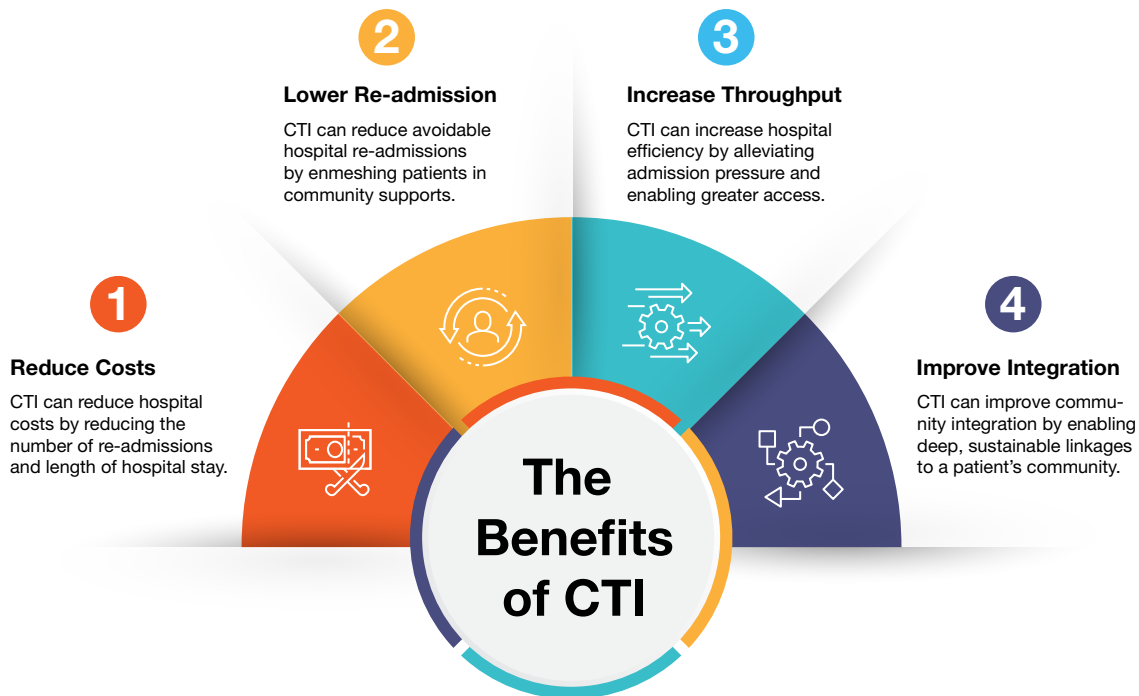 1
Reduce Costs
CTI can reduce hospital
costs by reducing the
number of re-admissions
and length of hospital stay.
2
Lower Re-admission
CTI can reduce avoidable
hospital re-admissions
by enmeshing patients in
community supports.
3
Increase Throughput
CTI can increase hospital
efficiency by alleviating
admission pressure and
enabling greater access.
4
Improve Integration
CTI can improve commu-
nity integration by enabling
deep, sustainable linkages
to a patient’s community.
The
Benefits
of CTI